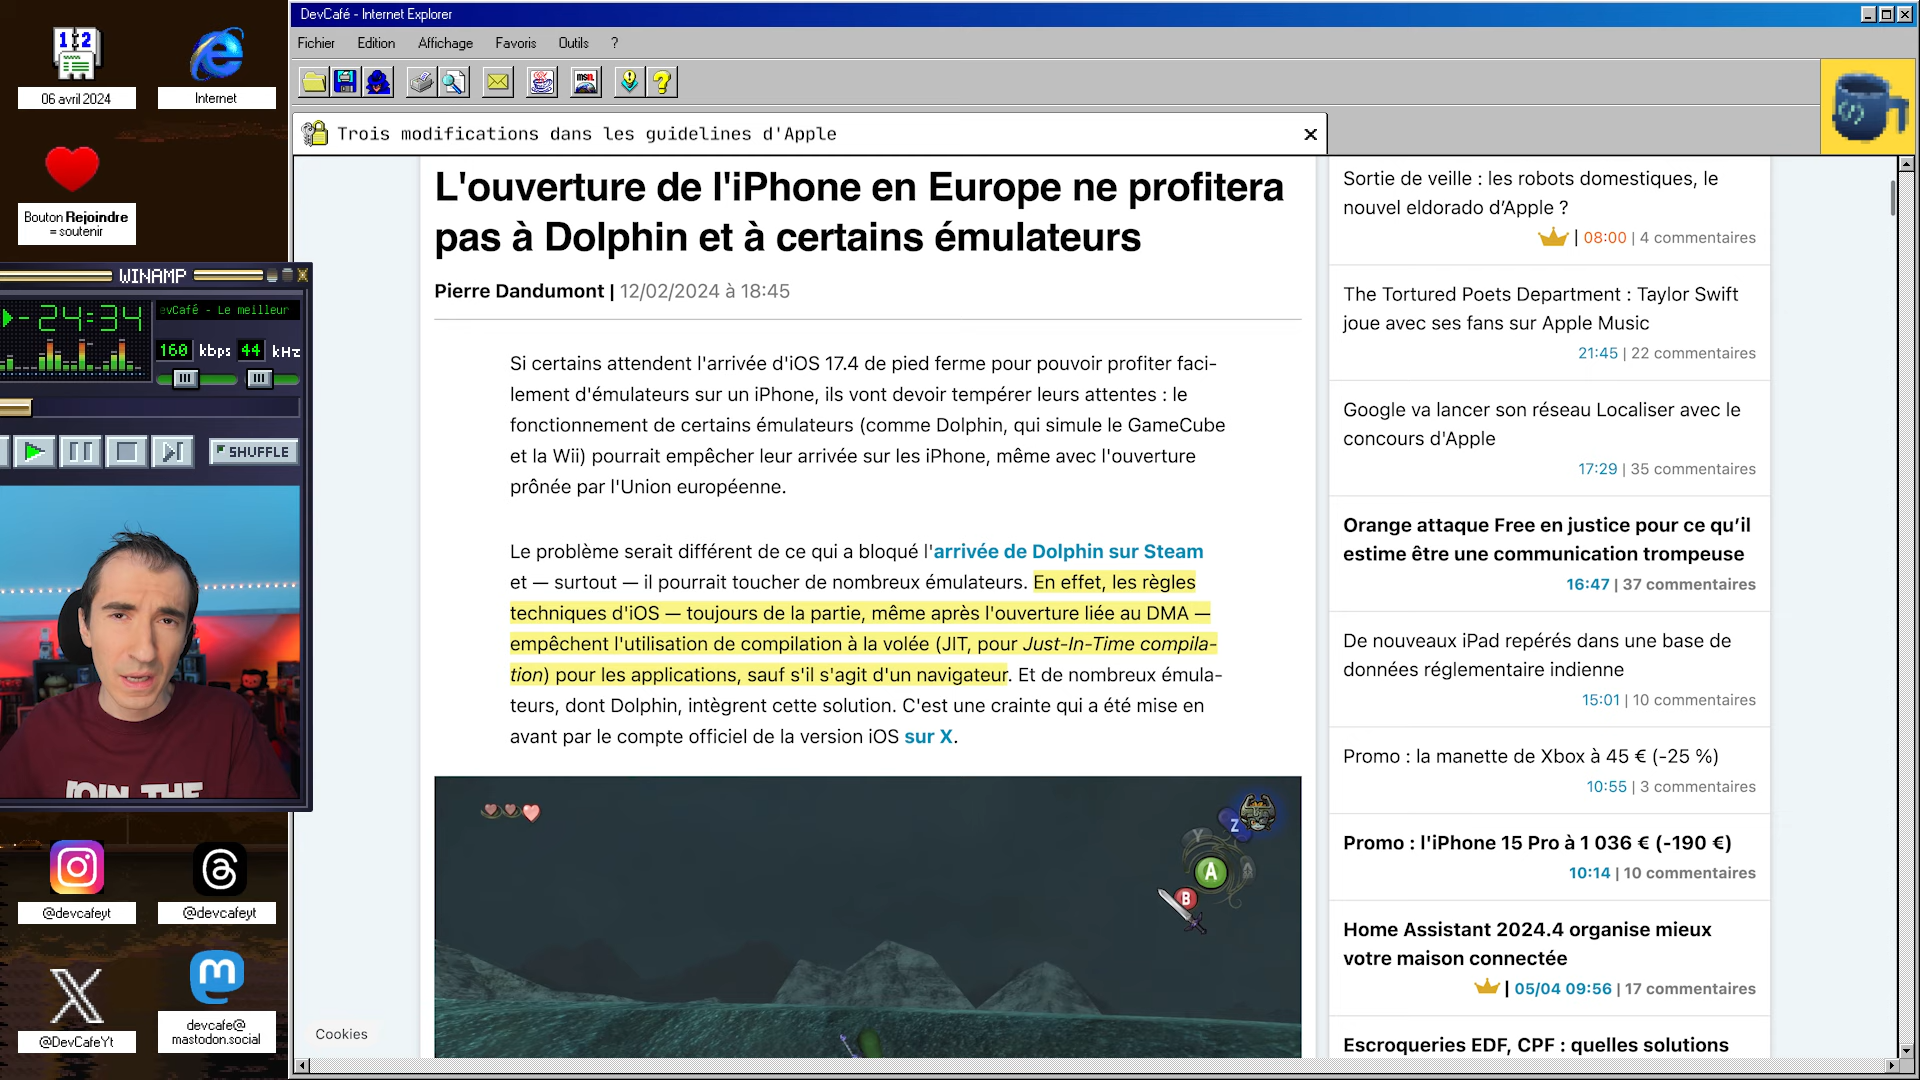 DevCafé - Internet Explorer
Fichier Edition Affichage Favoris Outils ?
msn.
Trois modifications dans les guidelines d'Apple
06 avril 2024
Internet
Bouton Rejoindre
= soutenir
WINAMP
-24:34
evCafé - Le meilleur
160 kbps 44 kHz
SHUFFLE
JOIN THE
@devcafeyt
@devcafeyt
@DevCafeYt
devcafe@
mastodon.social
L'ouverture de l'iPhone en Europe ne profitera
pas à Dolphin et à certains émulateurs
Pierre Dandumont | 12/02/2024 à 18:45
Si certains attendent l'arrivée d'iOS 17.4 de pied ferme pour pouvoir profiter faci-
lement d'émulateurs sur un iPhone, ils vont devoir tempérer leurs attentes : le
fonctionnement de certains émulateurs (comme Dolphin, qui simule le GameCube
et la Wii) pourrait empêcher leur arrivée sur les iPhone, même avec l'ouverture
prônée par l'Union européenne.
Le problème serait différent de ce qui a bloqué l'arrivée de Dolphin sur Steam
et — surtout — il pourrait toucher de nombreux émulateurs. En effet, les règles
techniques d'iOS — toujours de la partie, même après l'ouverture liée au DMA —
empêchent l'utilisation de compilation à la volée (JIT, pour Just-In-Time compila-
tion) pour les applications, sauf s'il s'agit d'un navigateur. Et de nombreux émula-
teurs, dont Dolphin, intègrent cette solution. C'est une crainte qui a été mise en
avant par le compte officiel de la version iOS sur X.
Z
Y
A
B
Cookies
Sortie de veille : les robots domestiques, le
nouvel eldorado d’Apple ?
| 08:00 | 4 commentaires
The Tortured Poets Department : Taylor Swift
joue avec ses fans sur Apple Music
21:45 | 22 commentaires
Google va lancer son réseau Localiser avec le
concours d'Apple
17:29 | 35 commentaires
Orange attaque Free en justice pour ce qu’il
estime être une communication trompeuse
16:47 | 37 commentaires
De nouveaux iPad repérés dans une base de
données réglementaire indienne
15:01 | 10 commentaires
Promo : la manette de Xbox à 45 € (-25 %)
10:55 | 3 commentaires
Promo : l'iPhone 15 Pro à 1 036 € (-190 €)
10:14 | 10 commentaires
Home Assistant 2024.4 organise mieux
votre maison connectée
| 05/04 09:56 | 17 commentaires
Escroqueries EDF, CPF : quelles solutions